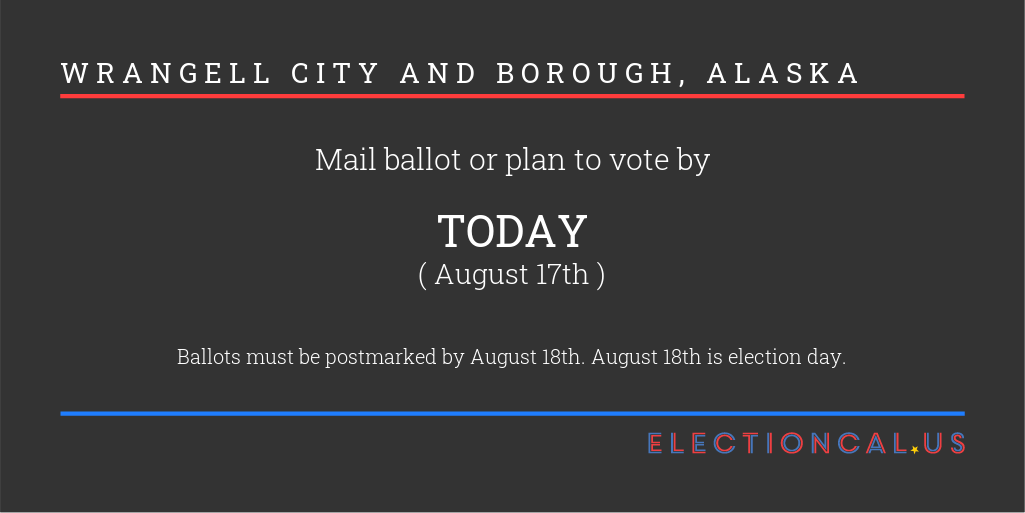 WRANGELL CITY AND BOROUGH, ALASKA
Mail ballot or plan to vote by
TODAY
( August 17th )
Ballots must be postmarked by August 18th. August 18th is election day.
ELECTIONCAL.US